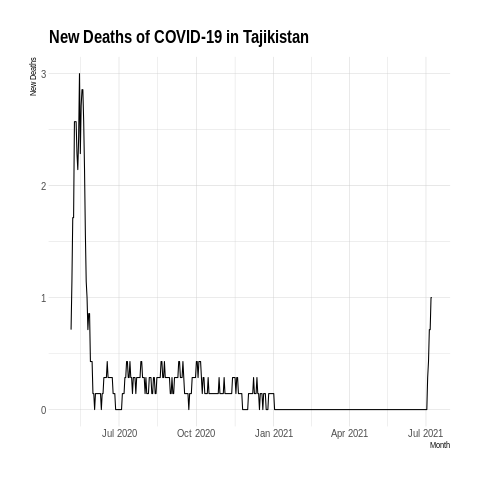 New Deaths of COVID-19 in Tajikistan
New Deaths
3
2
1
0
Jul 2020
Oct 2020
Jan 2021
Apr 2021
Jul 2021
Month